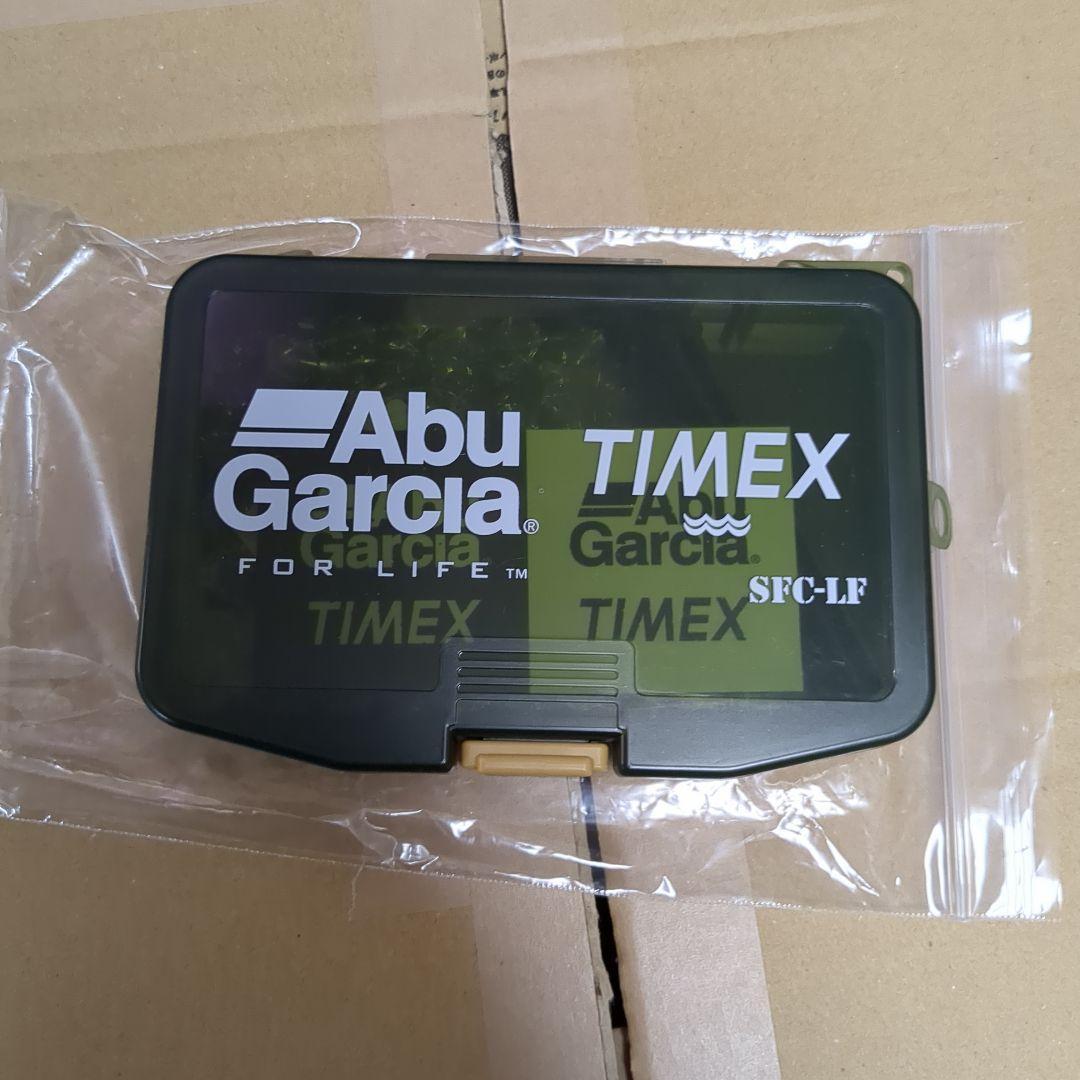 Abu
Garcia®
FOR LIFE™
TIMEX
SFC-LF
Garcia
TIMEX
Abu
Garcia®
TIMEX